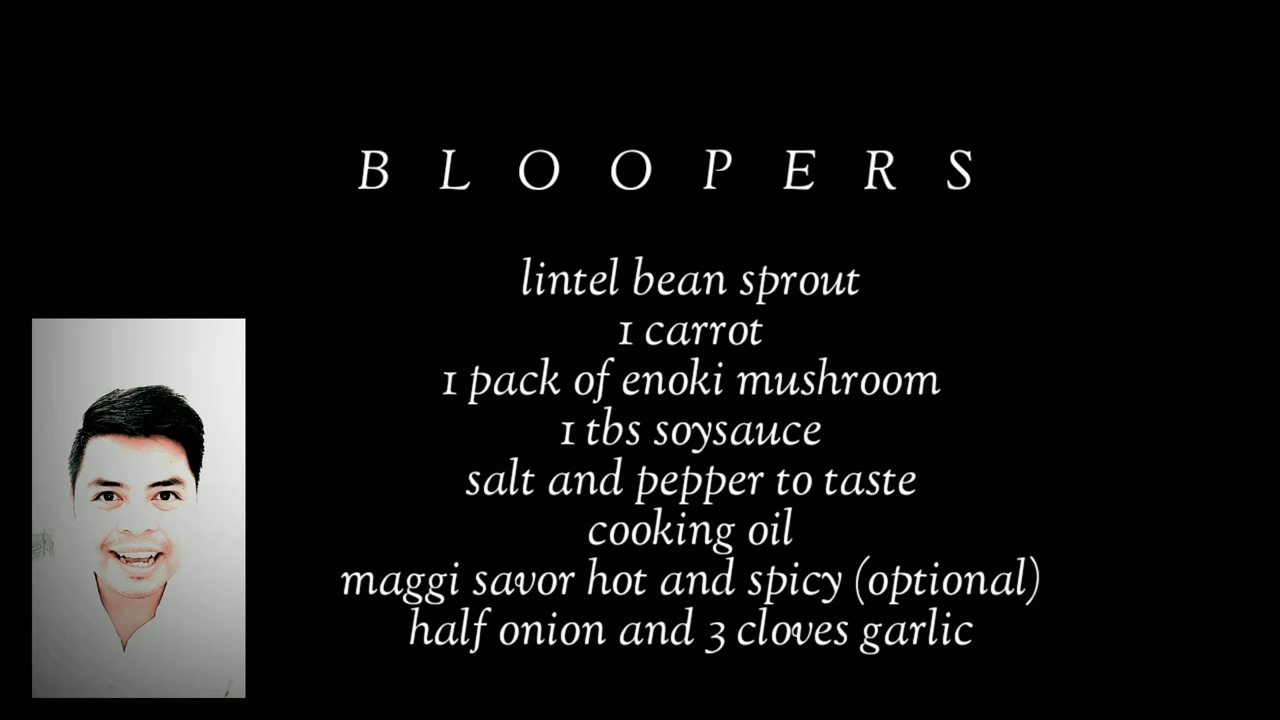 BLOOPERS
lintel bean sprout
1 carrot
1 pack of enoki mushroom
1 tbs soysauce
salt and pepper to taste
cooking oil
maggi savor hot and spicy (optional)
half onion and 3 cloves garlic